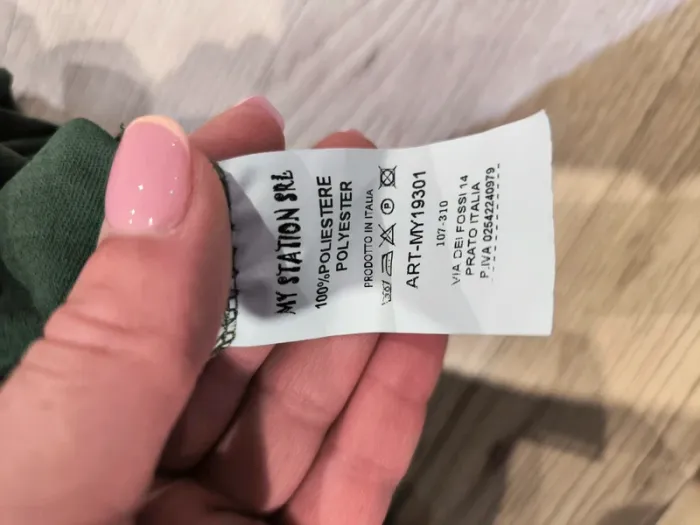 MY STATION SRL
100%POLIESTERE
POLYESTER
PRODOTTO IN ITALIA
P
ART-MY19301
107-310
VIA DEI FOSSI 14
PRATO ITALIA
P.IVA 02542240979